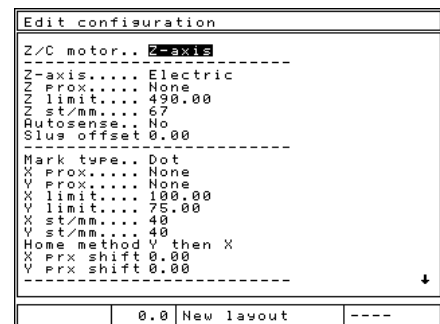 Edit configuration
Z/C motor.. Z-axis
--------------------------
Z-axis..... Electric
Z prox..... None
Z limit.... 490.00
Z st/mm.... 67
Autosense.. No
Slug offset 0.00
--------------------------
Mark type.. Dot
X prox..... None
Y prox..... None
X limit.... 100.00
Y limit.... 75.00
X st/mm.... 40
Y st/mm.... 40
Home method Y then X
X prx shift 0.00
Y prx shift 0.00
--------------------------
0.0 New layout ----